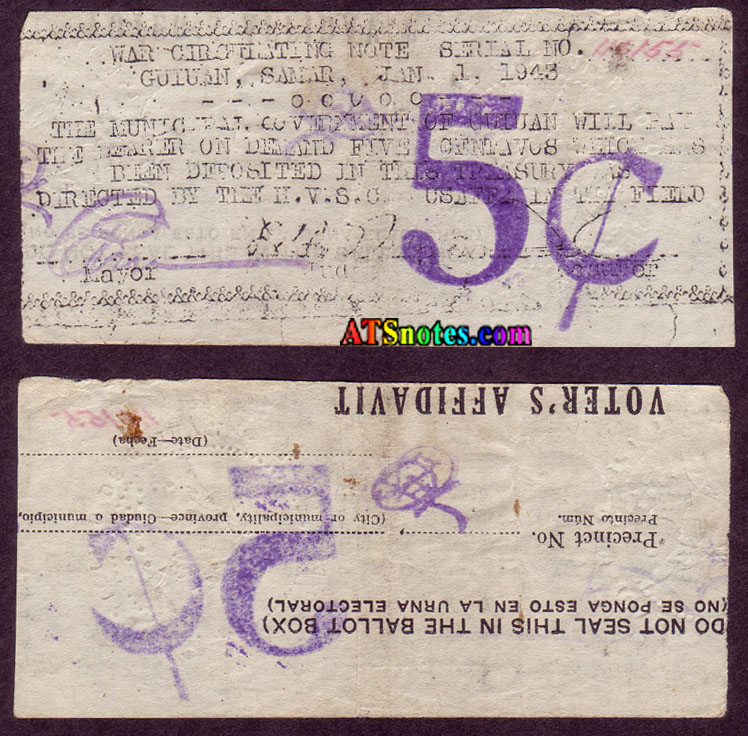 WAR CIRCULATING NOTE SERIAL NO. 45155
GUIUAN, SAMAR, JAN. 1, 1943
- - - o o O o o - - -
THE MUNICIPAL GOVERNMENT OF GUIUAN WILL PAY
THE BEARER ON DEMAND FIVE CENTAVOS WHICH HAS
BEEN DEPOSITED IN THIS TREASURY AS
DIRECTED BY THE H.V.S.C. USEFFE IN THE FIELD
5¢
Mayor
ATSnotes.com
VOTER'S AFFIDAVIT
(Date—Fecha)
(City or municipality, province—Ciudad o municipio,
Precinct No.
Precinto Núm.
5¢
(DO NOT SEAL THIS IN THE BALLOT BOX)
(NO SE PONGA ESTO EN LA URNA ELECTORAL)